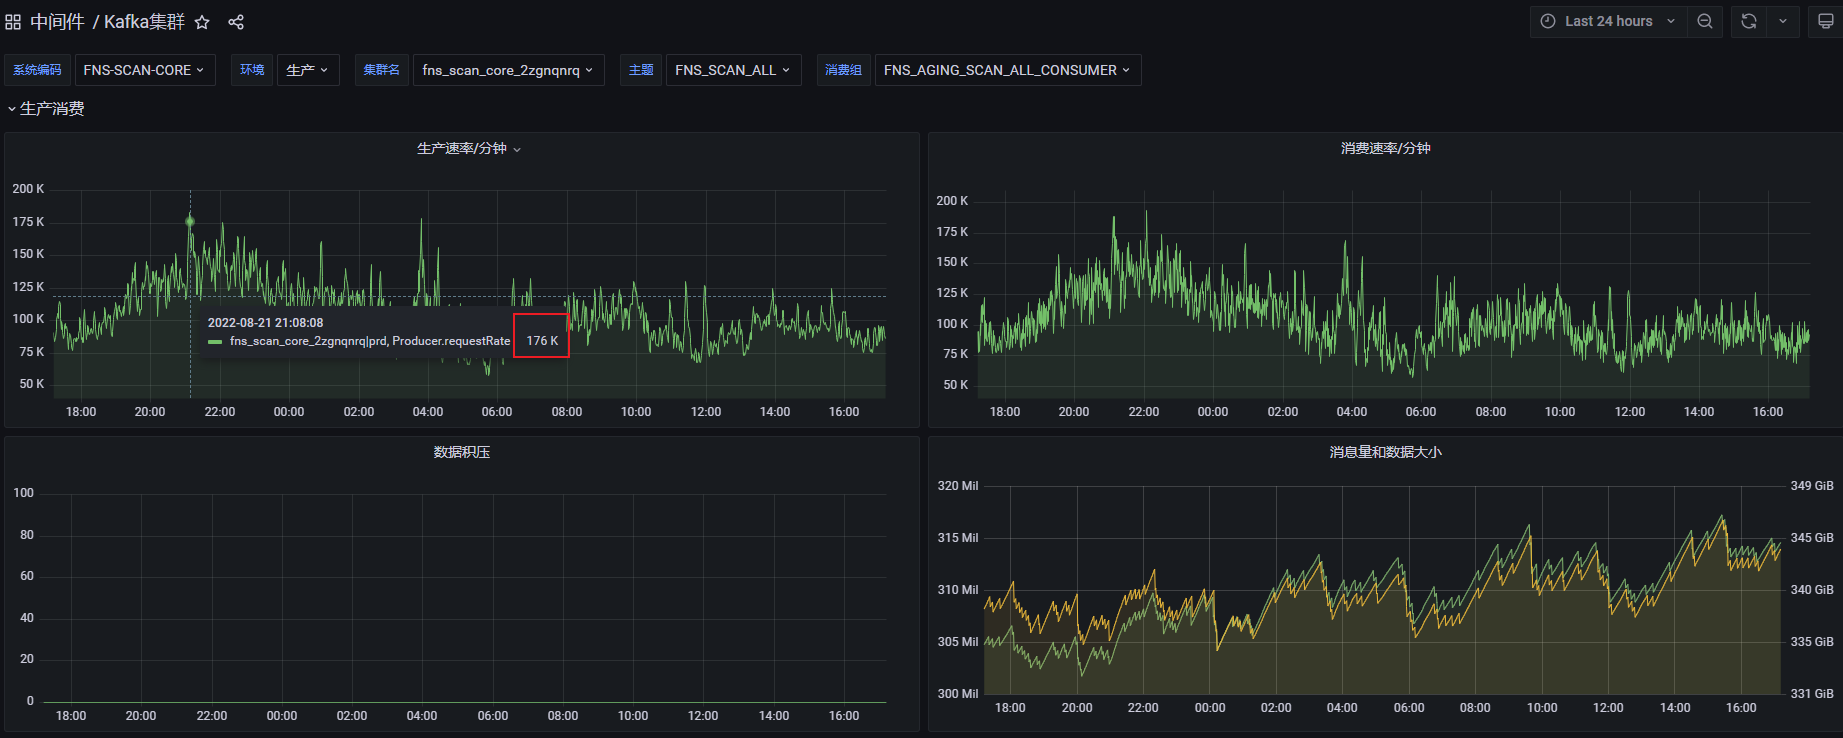 中间件 / Kafka集群
Last 24 hours
系统编码 FNS-SCAN-CORE 环境 生产 集群名 fns_scan_core_2zgnqnrq 主题 FNS_SCAN_ALL 消费组 FNS_AGING_SCAN_ALL_CONSUMER
生产消费
生产速率/分钟
200 K
175 K
150 K
125 K
100 K
75 K
50 K
2022-08-21 21:08:08
fns_scan_core_2zgnqnrq|prd, Producer.requestRate 176 K
18:00 20:00 22:00 00:00 02:00 04:00 06:00 08:00 10:00 12:00 14:00 16:00
消费速率/分钟
200 K
175 K
150 K
125 K
100 K
75 K
50 K
18:00 20:00 22:00 00:00 02:00 04:00 06:00 08:00 10:00 12:00 14:00 16:00
数据积压
100
80
60
40
20
0
18:00 20:00 22:00 00:00 02:00 04:00 06:00 08:00 10:00 12:00 14:00 16:00
消息量和数据大小
320 Mil 349 GiB
315 Mil 345 GiB
310 Mil 340 GiB
305 Mil 335 GiB
300 Mil 331 GiB
18:00 20:00 22:00 00:00 02:00 04:00 06:00 08:00 10:00 12:00 14:00 16:00